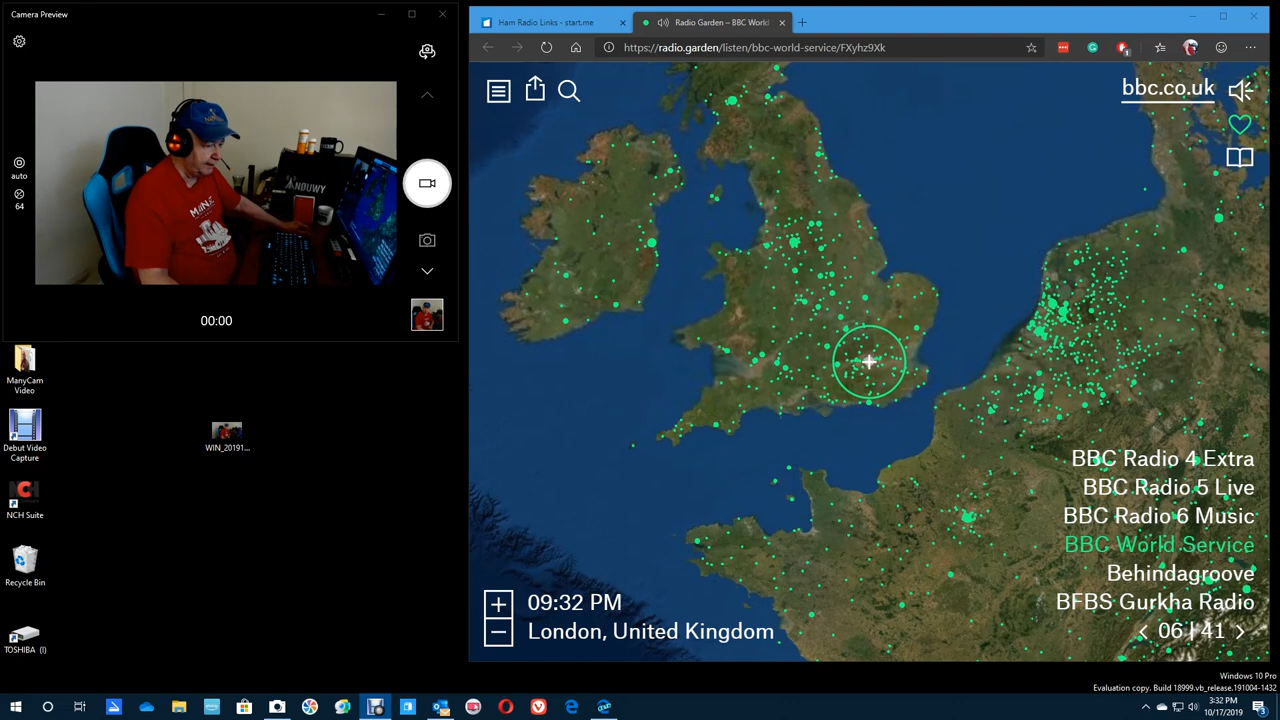 Camera Preview
auto
64
00:00
ManyCam
Video
Debut Video
Capture
NCH Suite
Recycle Bin
TOSHIBA (I)
WIN_20191...
Ham Radio Links - start.me
Radio Garden – BBC World
https://radio.garden/listen/bbc-world-service/FXyhz9Xk
bbc.co.uk
BBC Radio 4 Extra
BBC Radio 5 Live
BBC Radio 6 Music
BBC World Service
Behindagroove
BFBS Gurkha Radio
06 | 41
09:32 PM
London, United Kingdom
Windows 10 Pro
Evaluation copy. Build 18999.vb_release.191004-1432
3:32 PM
10/17/2019